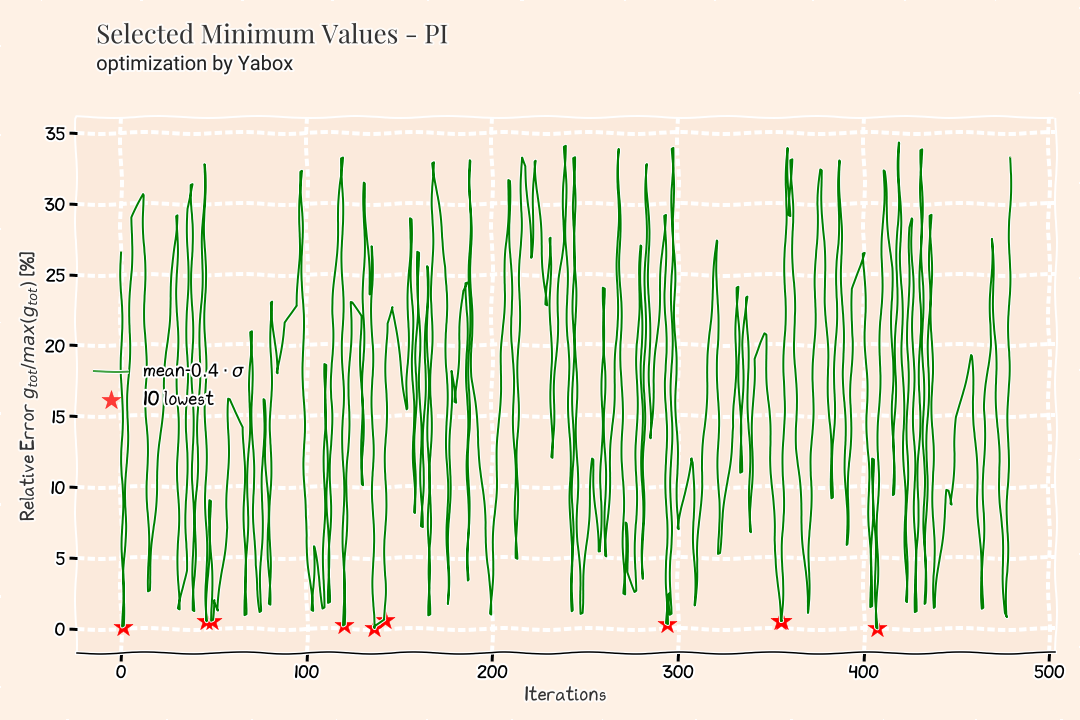 Selected Minimum Values - PI
optimization by Yabox
35
30
25
20
15
10
5
0
Relative Error g_tot/max(g_tot) [%]
mean-0.4 · σ
10 lowest
0 100 200 300 400 500
Iterations